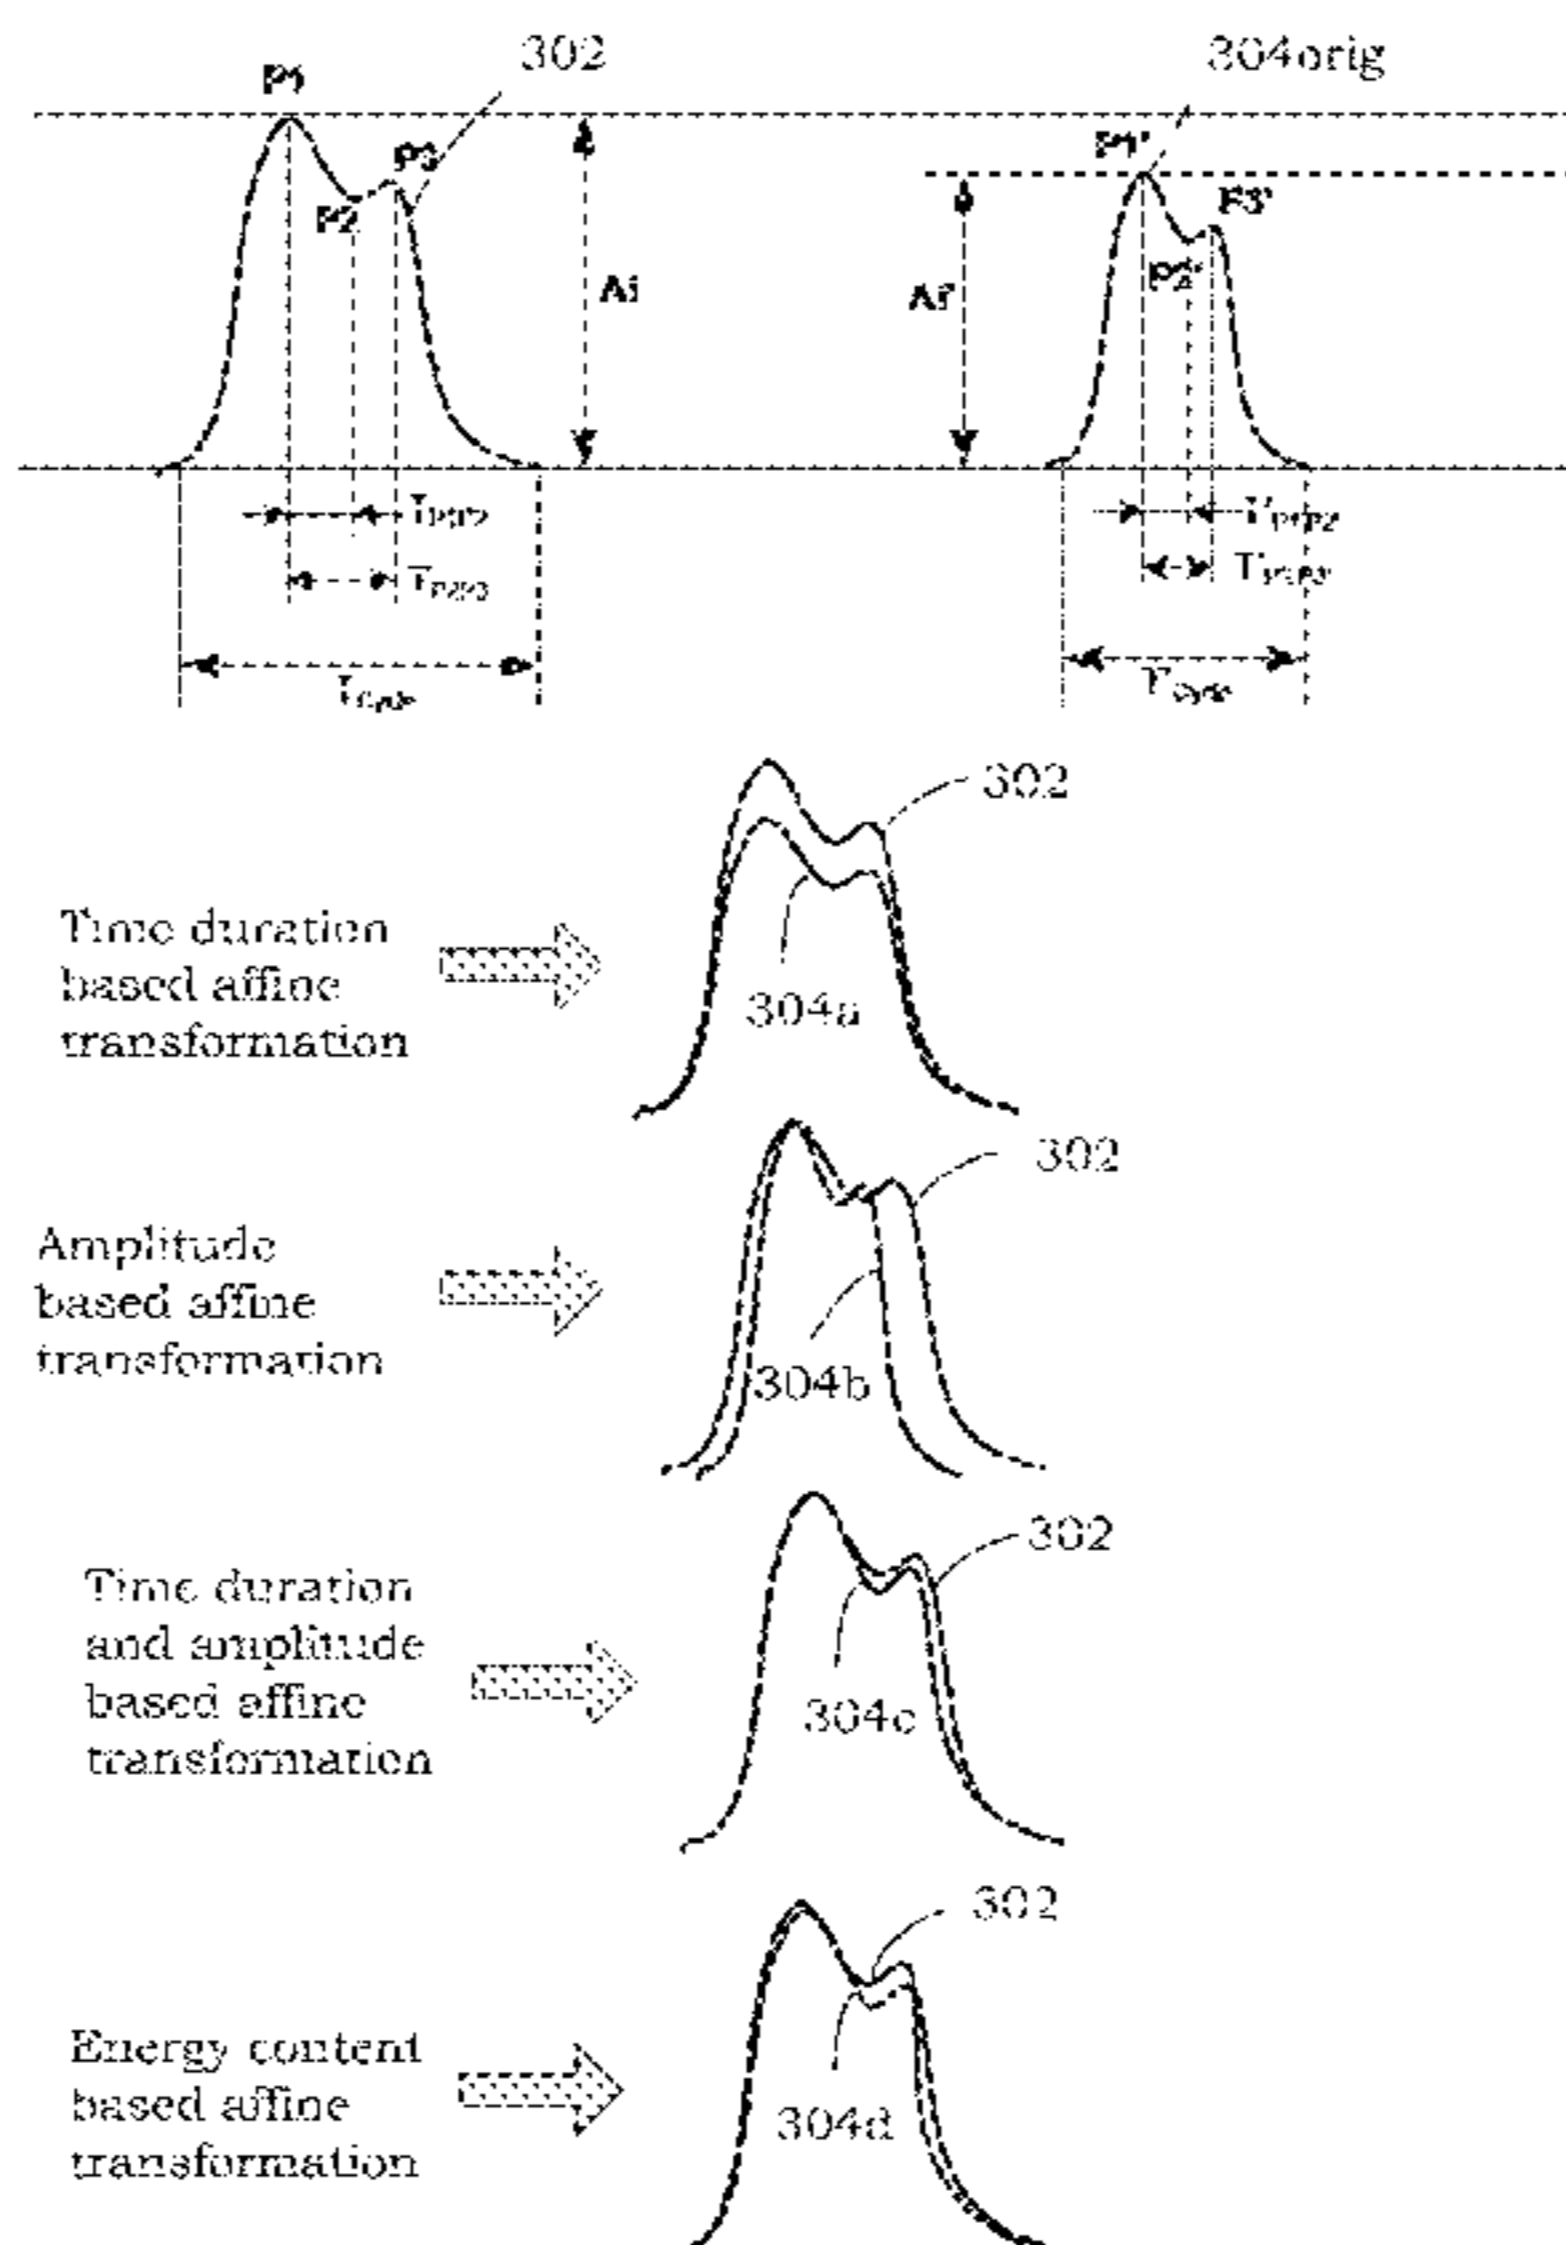 302
304orig
P1
P3
P2
Ai
P1'
P3'
P2'
Ai'
302
Time duration
based affine
transformation
304a
302
Amplitude
based affine
transformation
304b
302
Time duration
and amplitude
based affine
transformation
304c
302
Energy content
based affine
transformation
304d